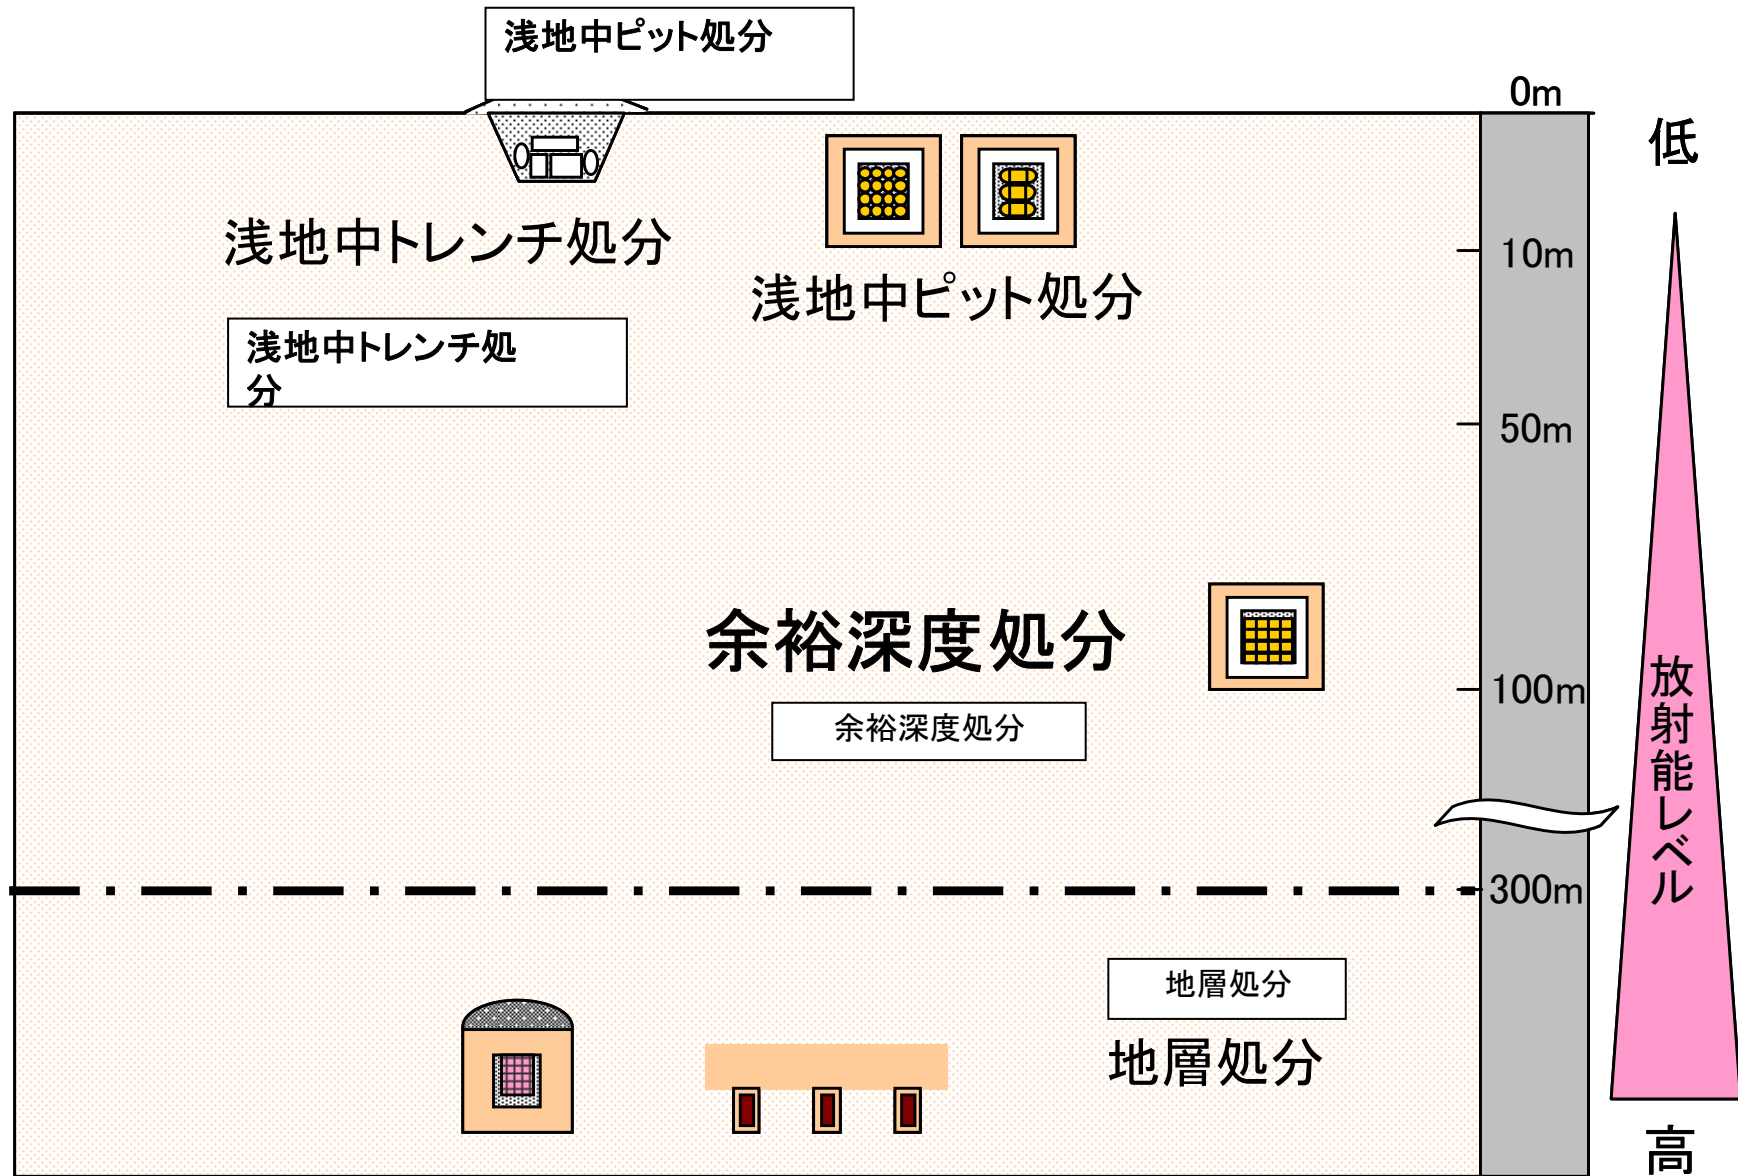 浅地中ピット処分
0m
低
浅地中トレンチ処分
10m
浅地中ピット処分
浅地中トレンチ処
分
50m
余裕深度処分
100m
余裕深度処分
放射能レベル
300m
地層処分
地層処分
高